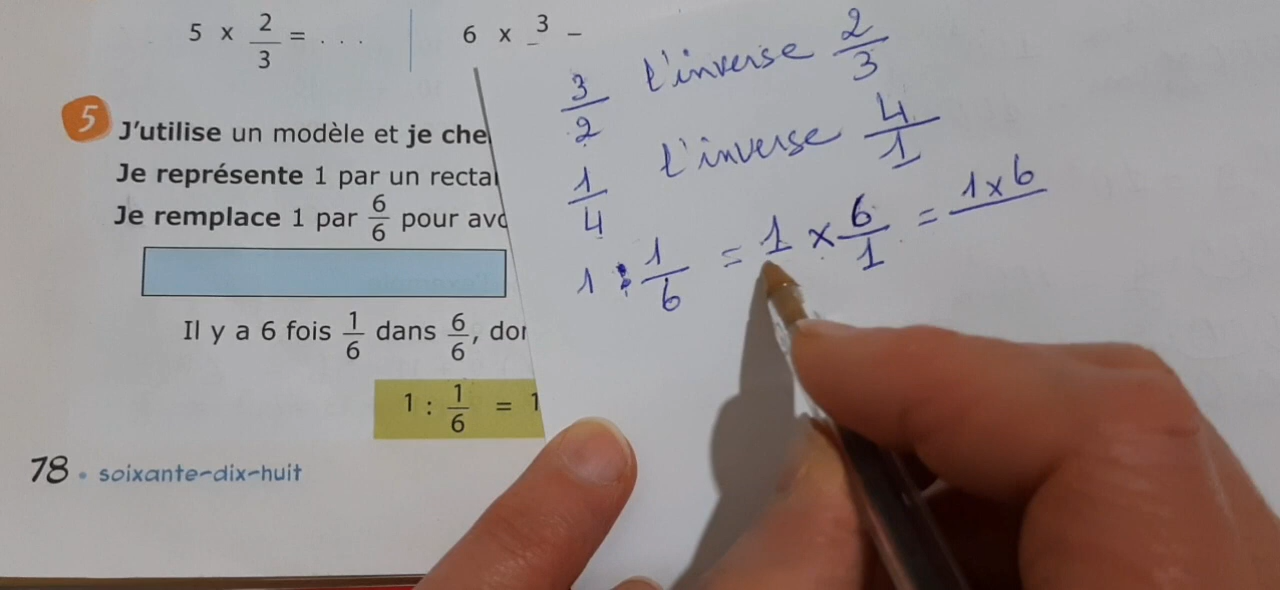 5 x 2/3 = . . .
6 x 3
5
J'utilise un modèle et je che
Je représente 1 par un recta
Je remplace 1 par 6/6 pour avo
Il y a 6 fois 1/6 dans 6/6, don
1 : 1/6 = 1
78 • soixante-dix-huit
3/2 l'inverse 2/3
1/4 l'inverse 4/1
1 : 1/6 = 1 x 6/1 = 1 x 6